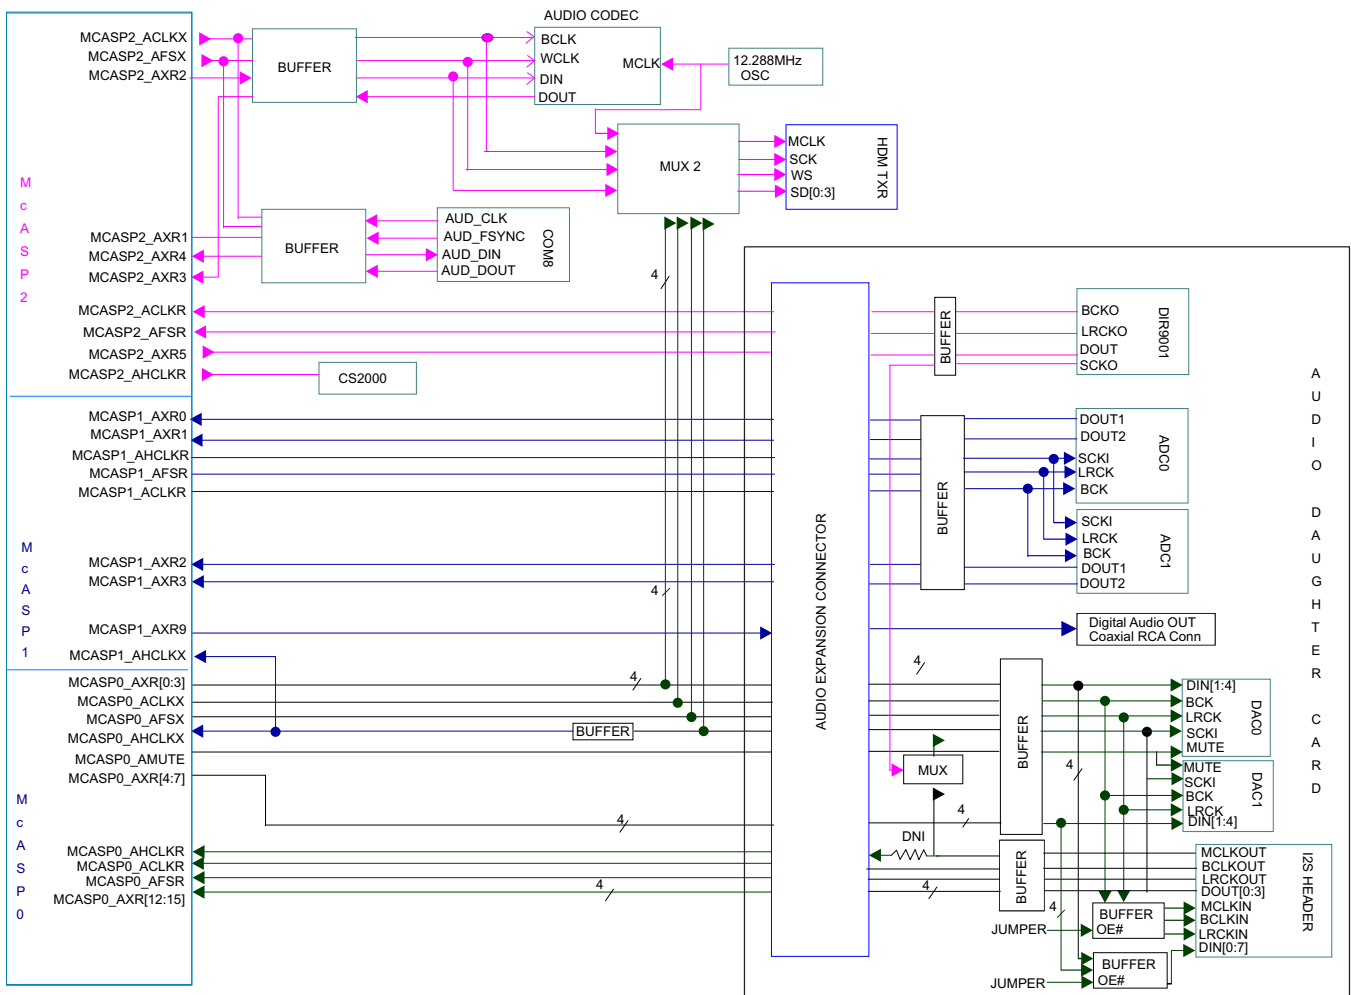 AUDIO CODEC
MCASP2_ACLKX
MCASP2_AFSX
MCASP2_AXR2
BUFFER
BCLK
WCLK
DIN
DOUT
MCLK
12.288MHz
OSC
MUX 2
MCLK
SCK
WS
SD[0:3]
HDM TXR
McASP2
MCASP2_AXR1
MCASP2_AXR4
MCASP2_AXR3
BUFFER
AUD_CLK
AUD_FSYNC
AUD_DIN
AUD_DOUT
COM8
4
MCASP2_ACLKR
MCASP2_AFSR
MCASP2_AXR5
MCASP2_AHCLKR
CS2000
BUFFER
BCKO
LRCKO
DOUT
SCKO
DIR9001
AUDIO DAUGHTER CARD
McASP1
MCASP1_AXR0
MCASP1_AXR1
MCASP1_AHCLKR
MCASP1_AFSR
MCASP1_ACLKR
MCASP1_AXR2
MCASP1_AXR3
MCASP1_AXR9
MCASP1_AHCLKX
4
AUDIO EXPANSION CONNECTOR
BUFFER
DOUT1
DOUT2
SCKI
LRCK
BCK
ADC0
SCKI
LRCK
BCK
DOUT1
DOUT2
ADC1
Digital Audio OUT
Coaxial RCA Conn
McASP0
MCASP0_AXR[0:3]
MCASP0_ACLKX
MCASP0_AFSX
MCASP0_AHCLKX
MCASP0_AMUTE
MCASP0_AXR[4:7]
4
BUFFER
4
4
BUFFER
MUX
4
4
DIN[1:4]
BCK
LRCK
SCKI
MUTE
DAC0
MUTE
SCKI
BCK
LRCK
DIN[1:4]
DAC1
MCASP0_AHCLKR
MCASP0_ACLKR
MCASP0_AFSR
MCASP0_AXR[12:15]
4
DNI
4
BUFFER
4
MCLKOUT
BCLKOUT
LRCKOUT
DOUT[0:3]
MCLKIN
BCLKIN
LRCKIN
DIN[0:7]
I2S HEADER
JUMPER
BUFFER
OE#
JUMPER
BUFFER
OE#